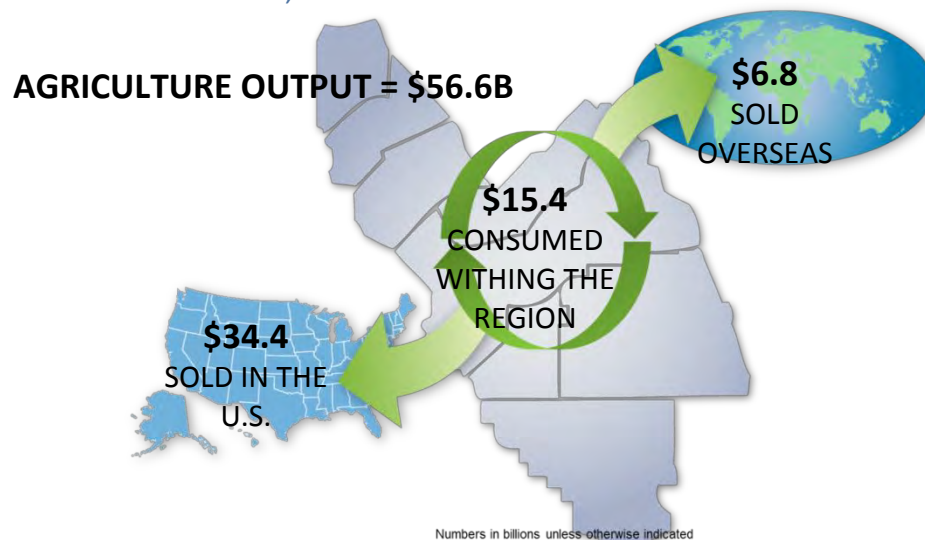 AGRICULTURE OUTPUT = $56.6B
$6.8
SOLD
OVERSEAS
$15.4
CONSUMED
WITHING THE
REGION
$34.4
SOLD IN THE
U.S.
Numbers in billions unless otherwise indicated